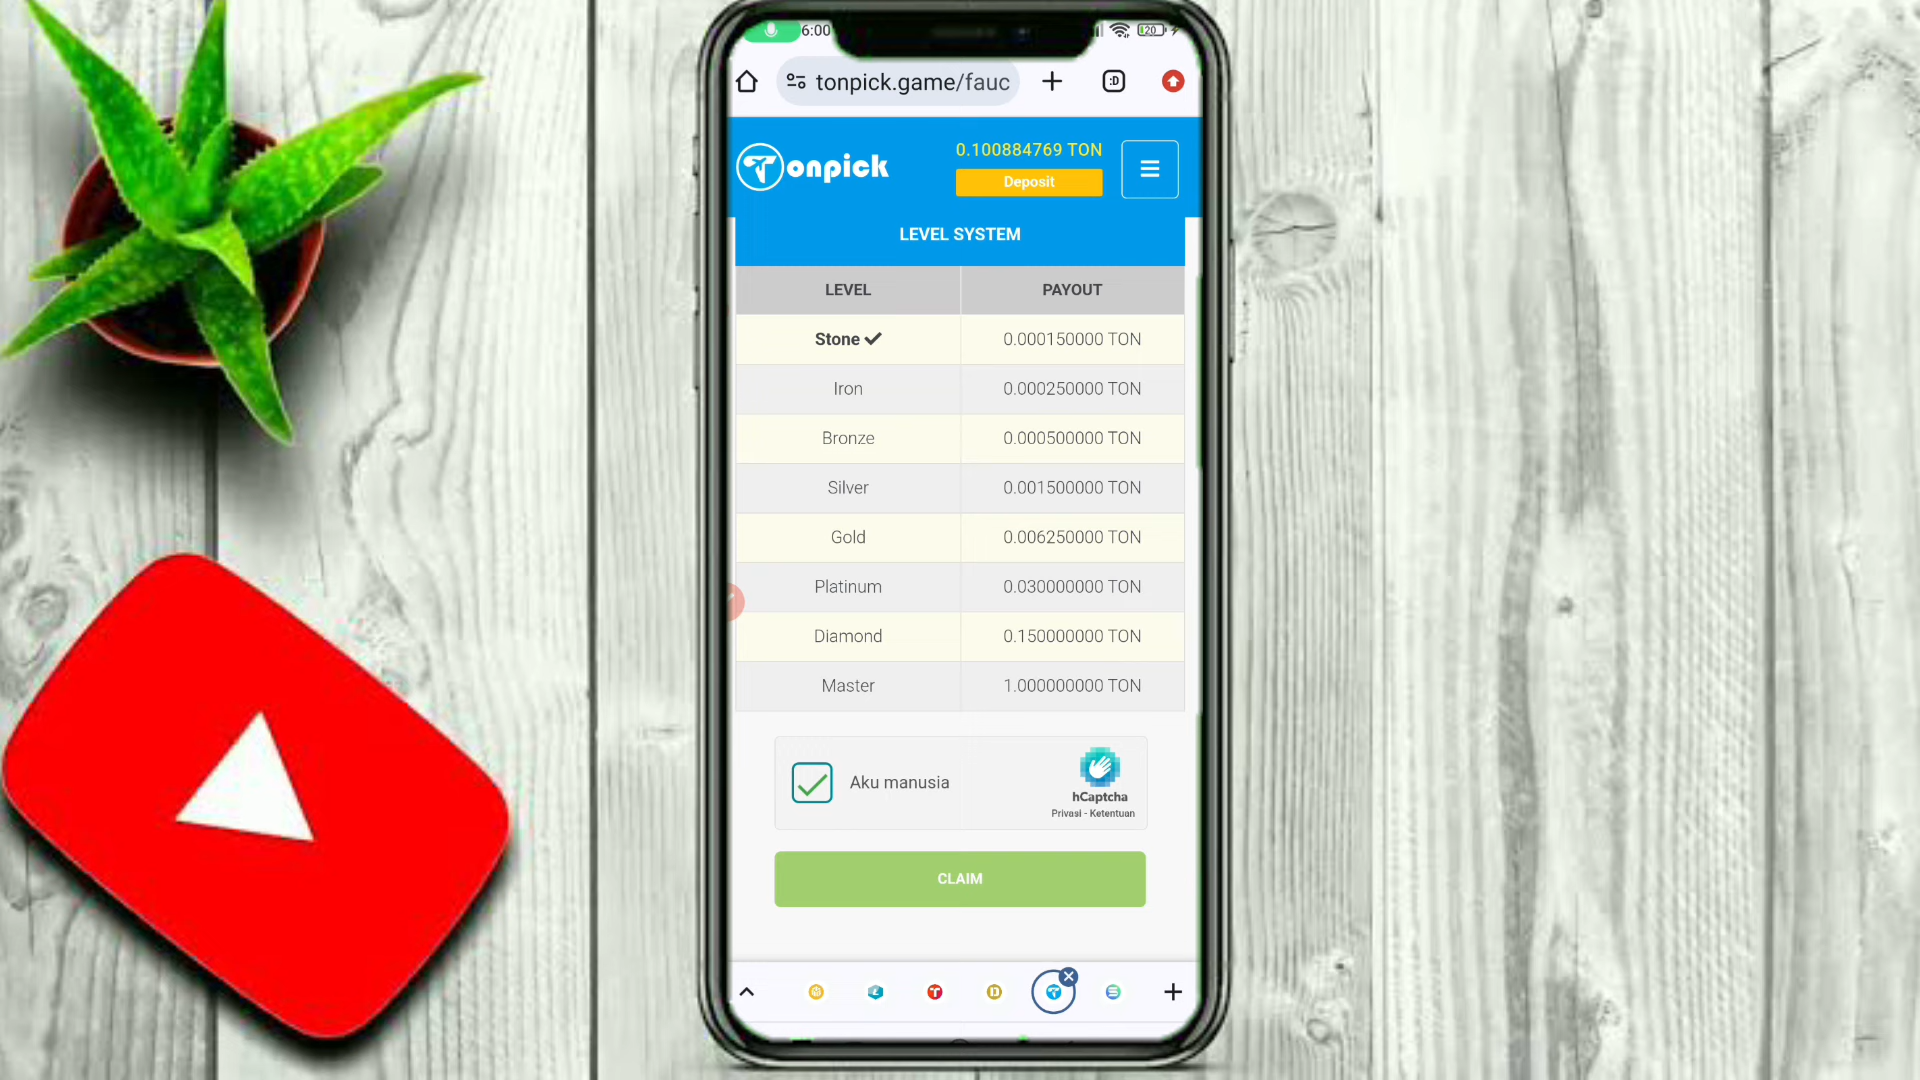 6:00
20
tonpick.game/fauc
:D
Tonpick
0.100884769 TON
Deposit
LEVEL SYSTEM
LEVEL PAYOUT
Stone 0.000150000 TON
Iron 0.000250000 TON
Bronze 0.000500000 TON
Silver 0.001500000 TON
Gold 0.006250000 TON
Platinum 0.030000000 TON
Diamond 0.150000000 TON
Master 1.000000000 TON
Aku manusia
hCaptcha
Privasi - Ketentuan
CLAIM